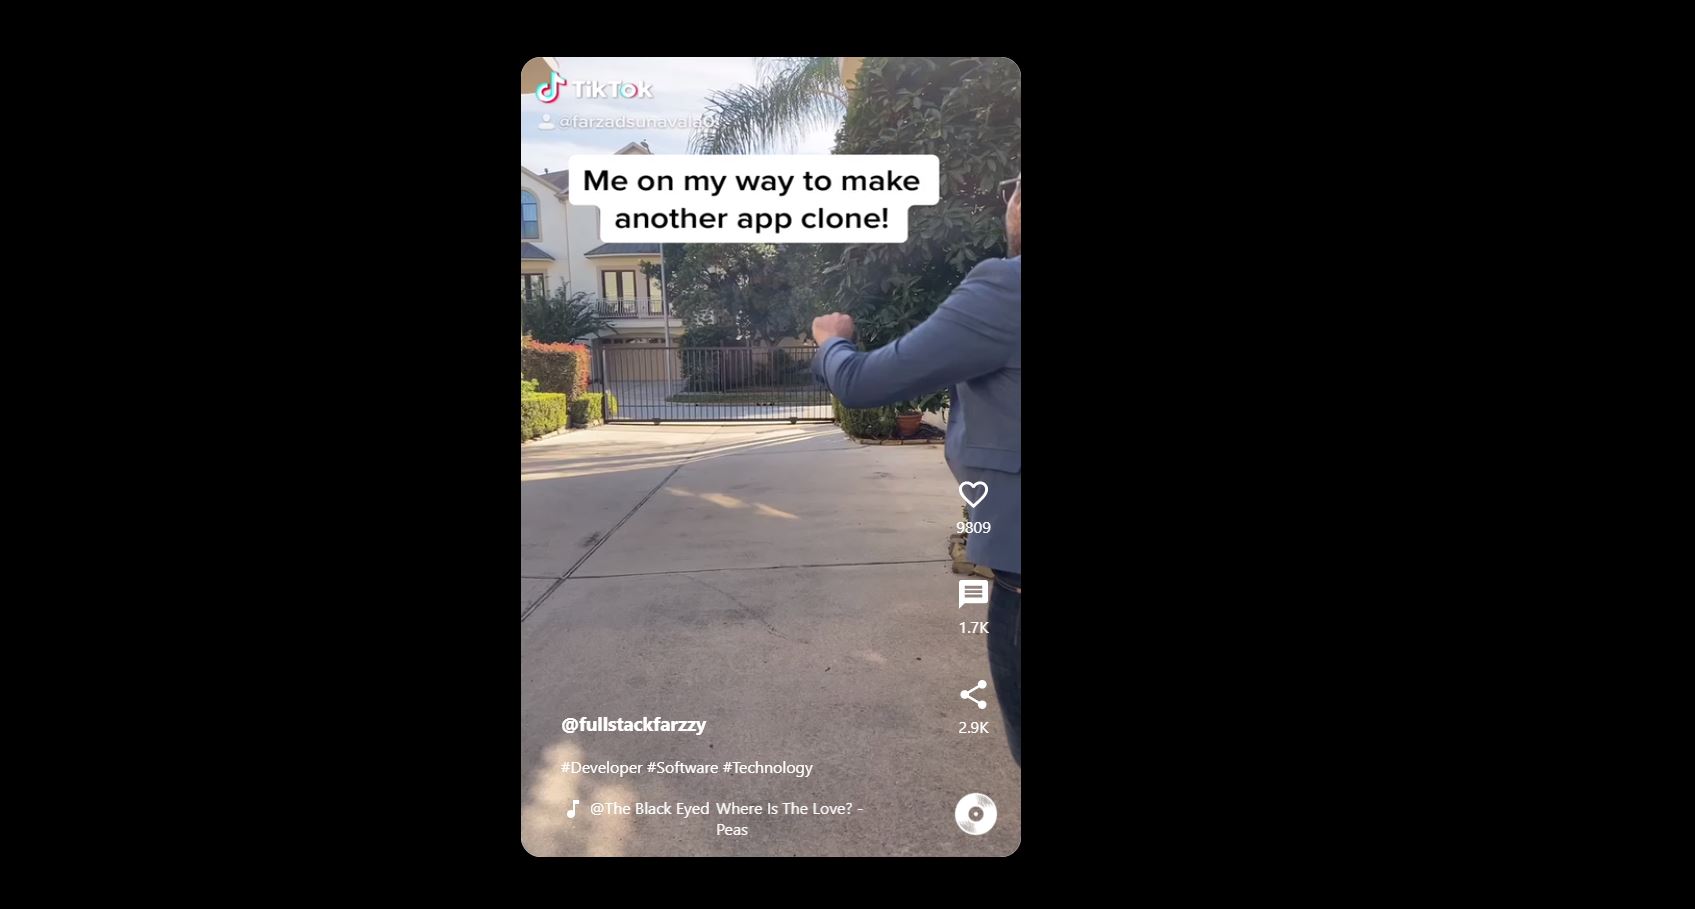 TikTok
@farzadsunavala0
Me on my way to make
another app clone!
9809
1.7K
2.9K
@fullstackfarzzy
#Developer #Software #Technology
@The Black Eyed Where Is The Love? -
Peas